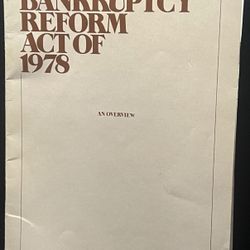 BANKRUPTCY
REFORM
ACT OF
1978
AN OVERVIEW